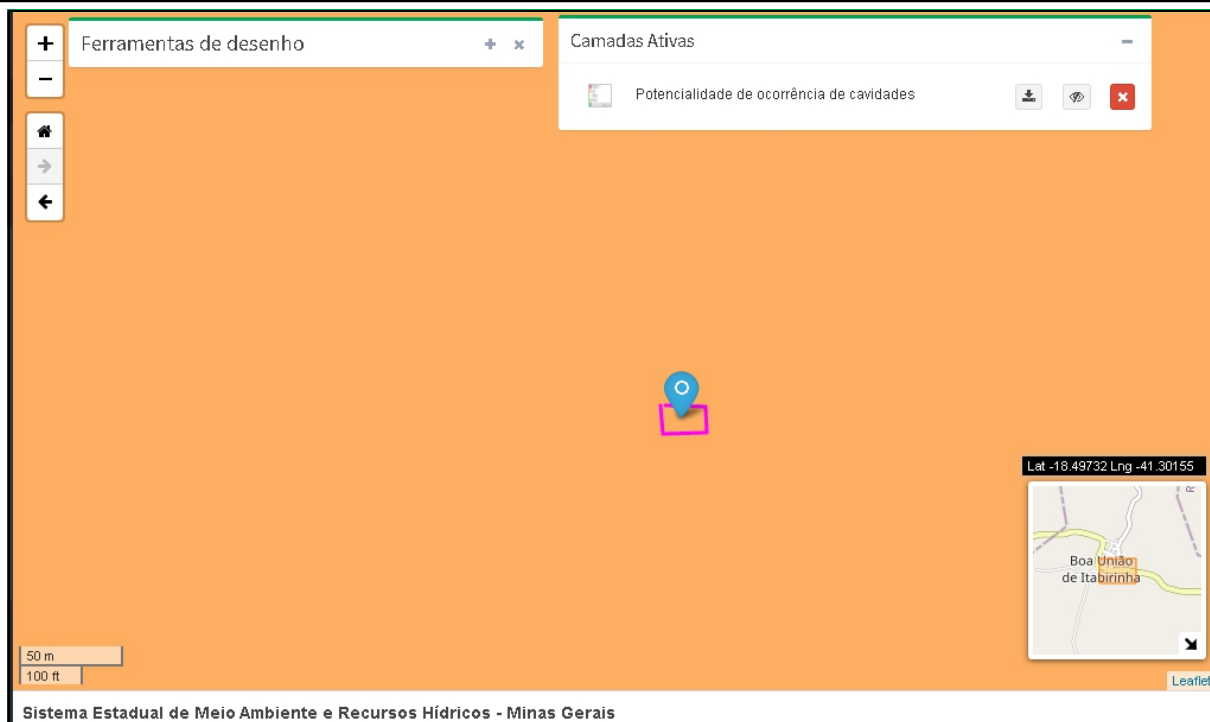 +
Ferramentas de desenho
Camadas Ativas
Potencialidade de ocorrência de cavidades
Lat -18.49732 Lng -41.30155
R
Boa União
de Itabirinha
50 m
100 ft
Leaflet
Sistema Estadual de Meio Ambiente e Recursos Hídricos - Minas Gerais